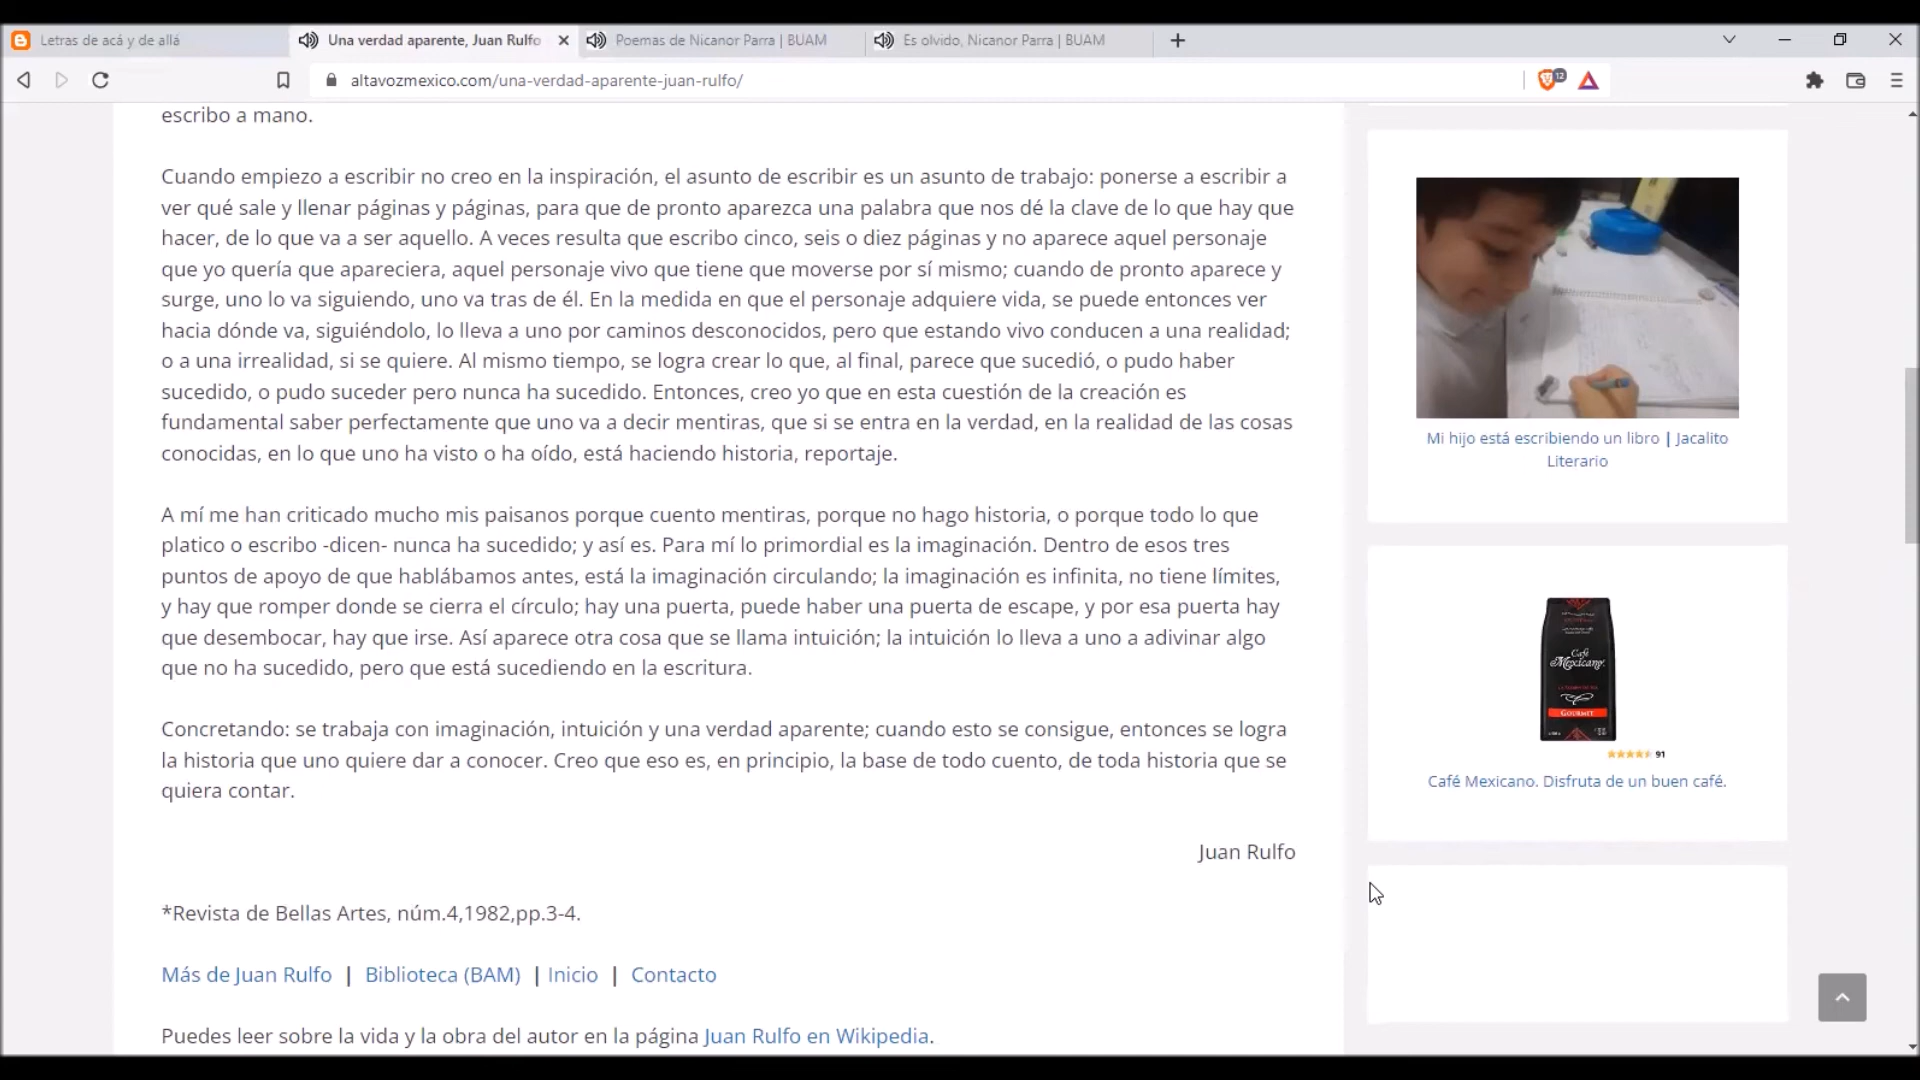 Letras de acá y de allá
Una verdad aparente, Juan Rulfo
Poemas de Nicanor Parra | BUAM
Es olvido, Nicanor Parra | BUAM
altavozmexico.com/una-verdad-aparente-juan-rulfo/
12
escribo a mano.
Cuando empiezo a escribir no creo en la inspiración, el asunto de escribir es un asunto de trabajo: ponerse a escribir a
ver qué sale y llenar páginas y páginas, para que de pronto aparezca una palabra que nos dé la clave de lo que hay que
hacer, de lo que va a ser aquello. A veces resulta que escribo cinco, seis o diez páginas y no aparece aquel personaje
que yo quería que apareciera, aquel personaje vivo que tiene que moverse por sí mismo; cuando de pronto aparece y
surge, uno lo va siguiendo, uno va tras de él. En la medida en que el personaje adquiere vida, se puede entonces ver
hacia dónde va, siguiéndolo, lo lleva a uno por caminos desconocidos, pero que estando vivo conducen a una realidad;
o a una irrealidad, si se quiere. Al mismo tiempo, se logra crear lo que, al final, parece que sucedió, o pudo haber
sucedido, o pudo suceder pero nunca ha sucedido. Entonces, creo yo que en esta cuestión de la creación es
fundamental saber perfectamente que uno va a decir mentiras, que si se entra en la verdad, en la realidad de las cosas
conocidas, en lo que uno ha visto o ha oído, está haciendo historia, reportaje.
A mí me han criticado mucho mis paisanos porque cuento mentiras, porque no hago historia, o porque todo lo que
platico o escribo -dicen- nunca ha sucedido; y así es. Para mí lo primordial es la imaginación. Dentro de esos tres
puntos de apoyo de que hablábamos antes, está la imaginación circulando; la imaginación es infinita, no tiene límites,
y hay que romper donde se cierra el círculo; hay una puerta, puede haber una puerta de escape, y por esa puerta hay
que desembocar, hay que irse. Así aparece otra cosa que se llama intuición; la intuición lo lleva a uno a adivinar algo
que no ha sucedido, pero que está sucediendo en la escritura.
Concretando: se trabaja con imaginación, intuición y una verdad aparente; cuando esto se consigue, entonces se logra
la historia que uno quiere dar a conocer. Creo que eso es, en principio, la base de todo cuento, de toda historia que se
quiera contar.
Juan Rulfo
*Revista de Bellas Artes, núm.4,1982,pp.3-4.
Más de Juan Rulfo | Biblioteca (BAM) | Inicio | Contacto
Puedes leer sobre la vida y la obra del autor en la página Juan Rulfo en Wikipedia.
Mi hijo está escribiendo un libro | Jacalito
Literario
Café
Mexicano
GOURMET
91
Café Mexicano. Disfruta de un buen café.